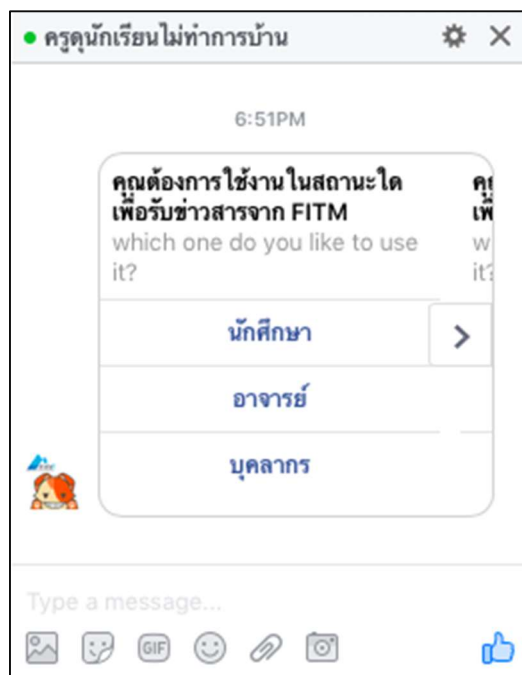 ครูดุนักเรียนไม่ทำการบ้าน
6:51PM
คุณต้องการใช้งานในสถานะใด
เพื่อรับข่าวสารจาก FITM
which one do you like to use
it?
นักศึกษา
อาจารย์
บุคลากร
Type a message...
GIF